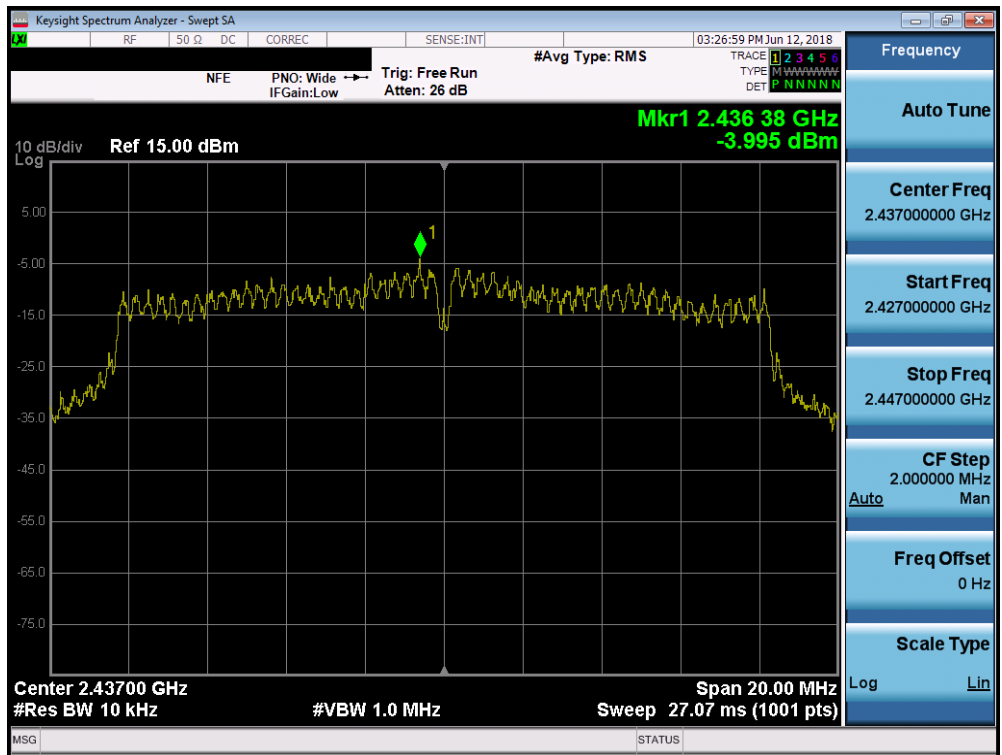 Keysight Spectrum Analyzer - Swept SA
LXI RF 50 Ω DC CORREC SENSE:INT 03:26:59 PM Jun 12, 2018
#Avg Type: RMS TRACE 1 2 3 4 5 6
NFE PNO: Wide Trig: Free Run TYPE M W W W W W
IFGain:Low Atten: 26 dB DET P N N N N N
Mkr1 2.436 38 GHz
-3.995 dBm
10 dB/div Ref 15.00 dBm
Log
1
5.00
-5.00
-15.0
-25.0
-35.0
-45.0
-55.0
-65.0
-75.0
Center 2.43700 GHz Span 20.00 MHz
#Res BW 10 kHz #VBW 1.0 MHz Sweep 27.07 ms (1001 pts)
MSG STATUS
Frequency
Auto Tune
Center Freq
2.437000000 GHz
Start Freq
2.427000000 GHz
Stop Freq
2.447000000 GHz
CF Step
2.000000 MHz
Auto Man
Freq Offset
0 Hz
Scale Type
Log Lin